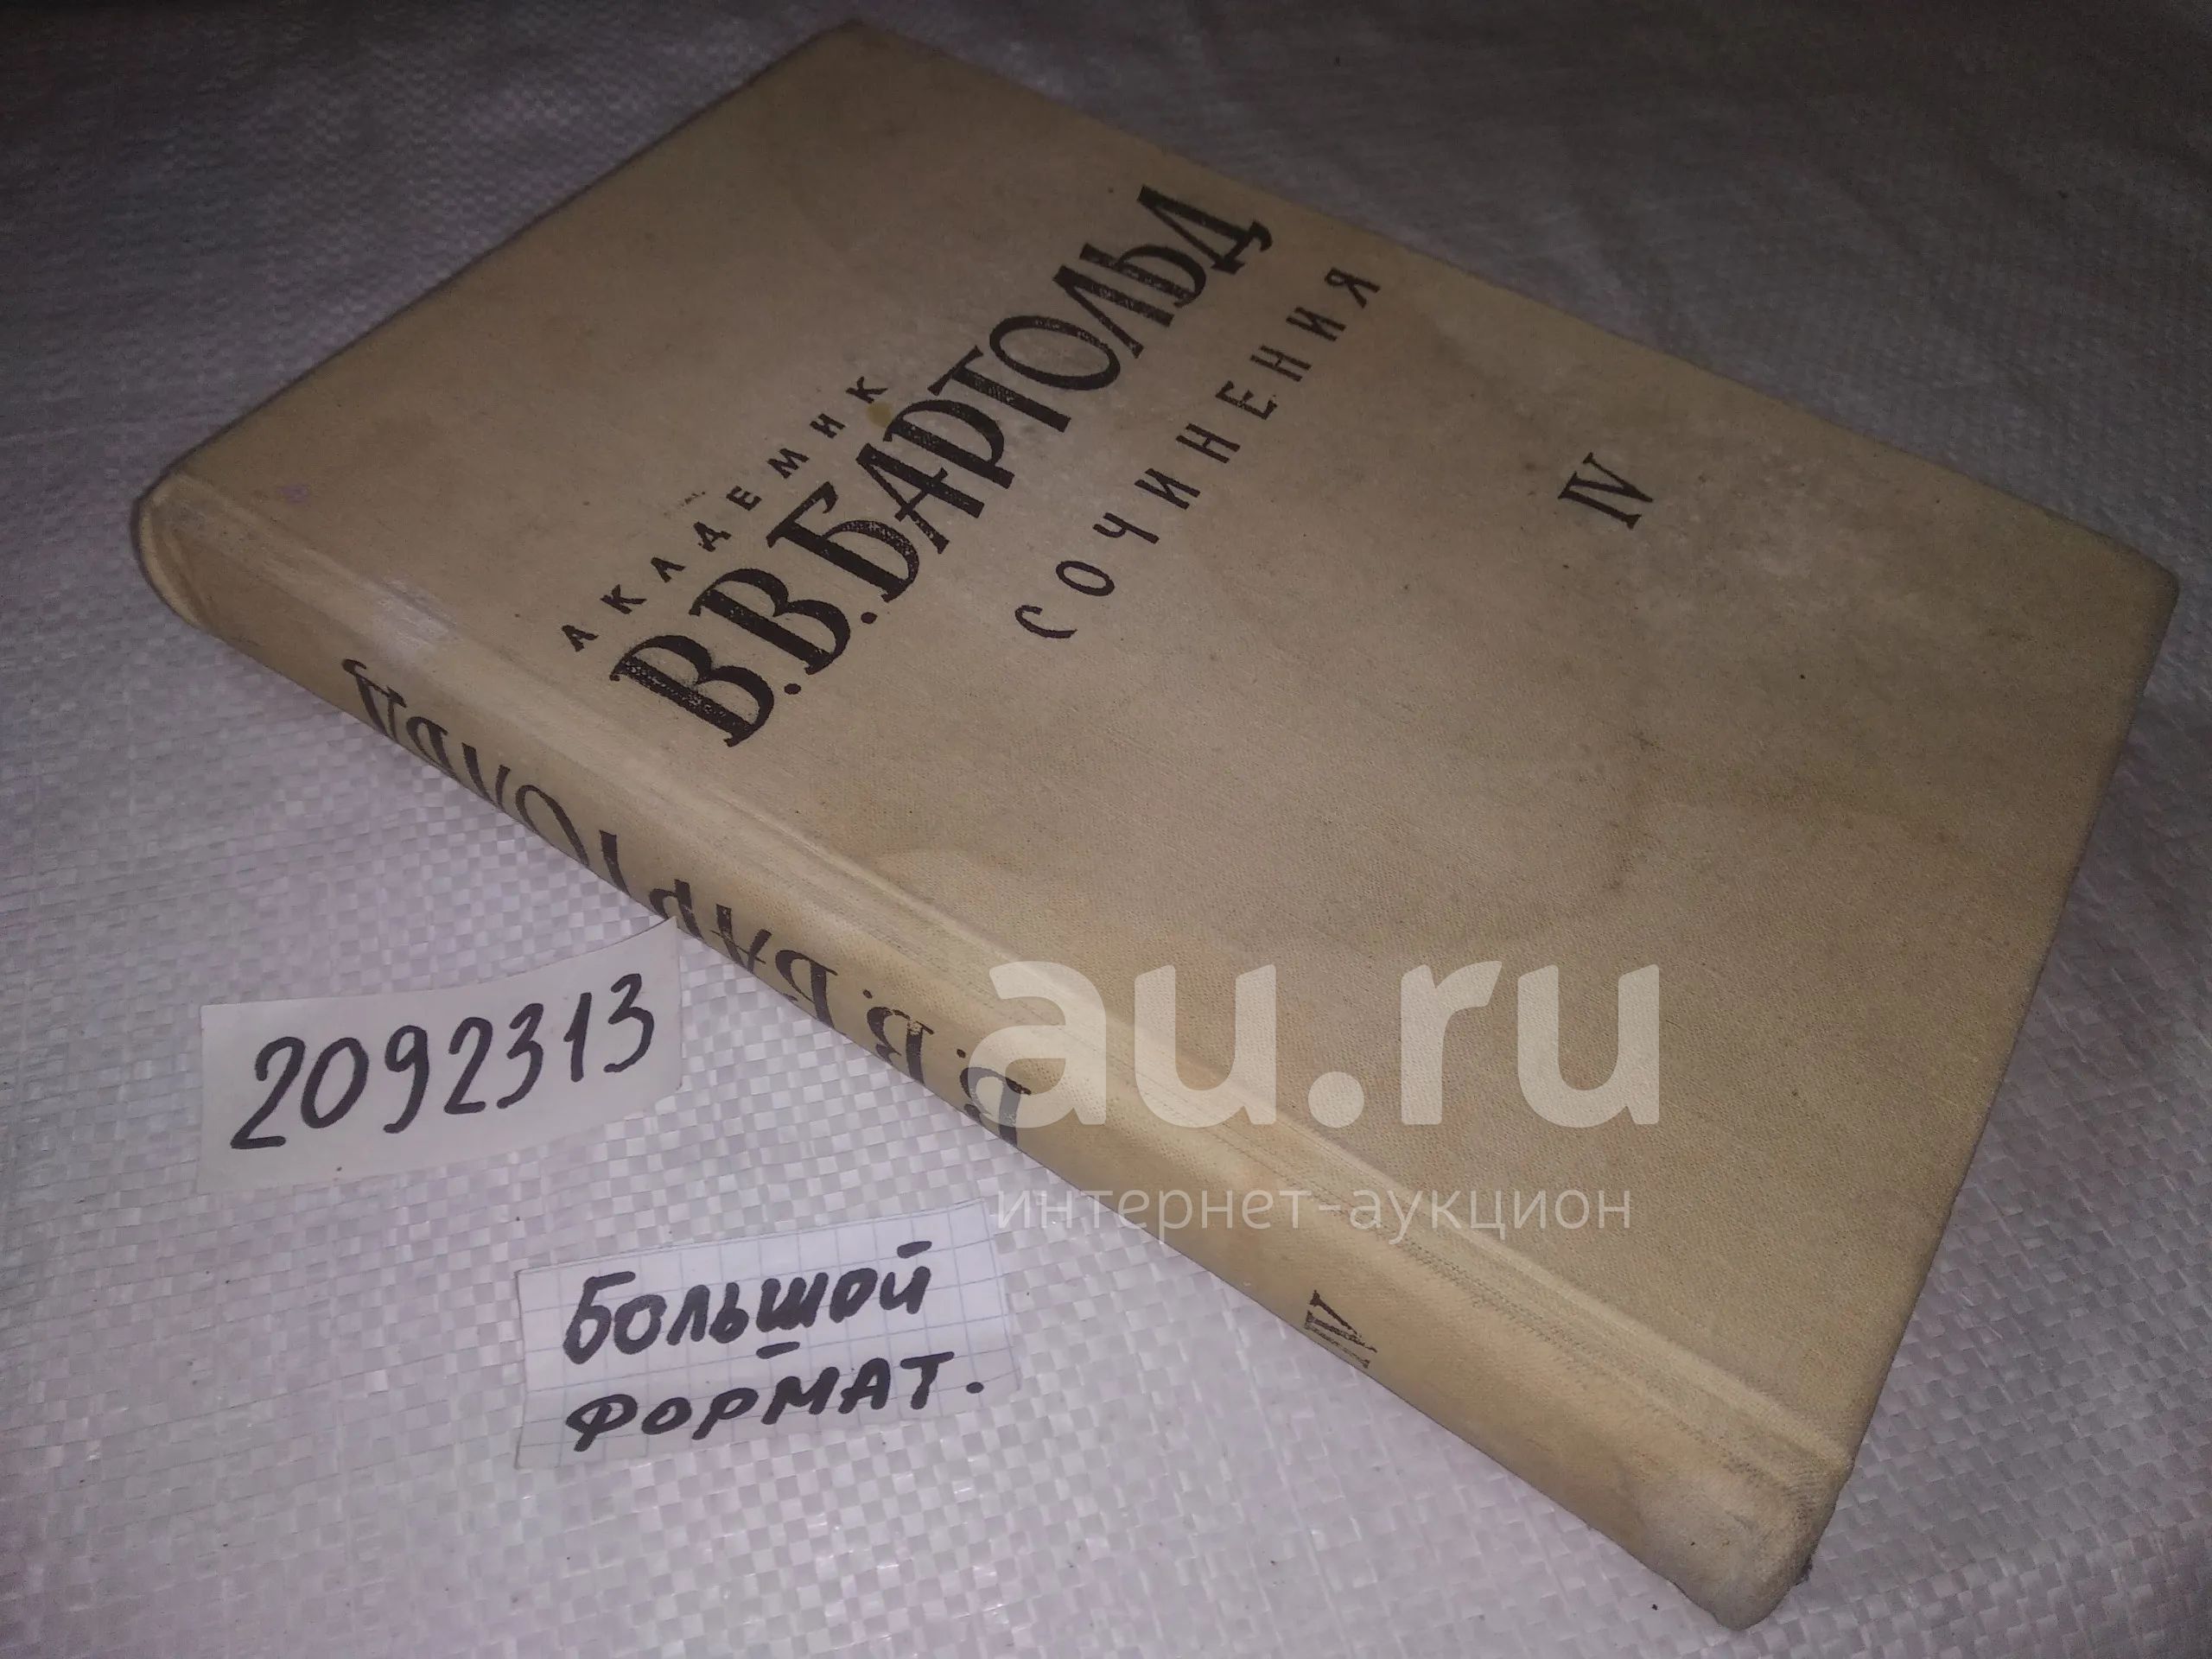 АКАДЕМИК
В.В.БАРТОЛЬД
СОЧИНЕНИЯ
IV
В.В.БАРТОЛЬД
IV
2092313
БОЛЬШОЙ
ФОРМАТ.
au.ru
интернет-аукцион